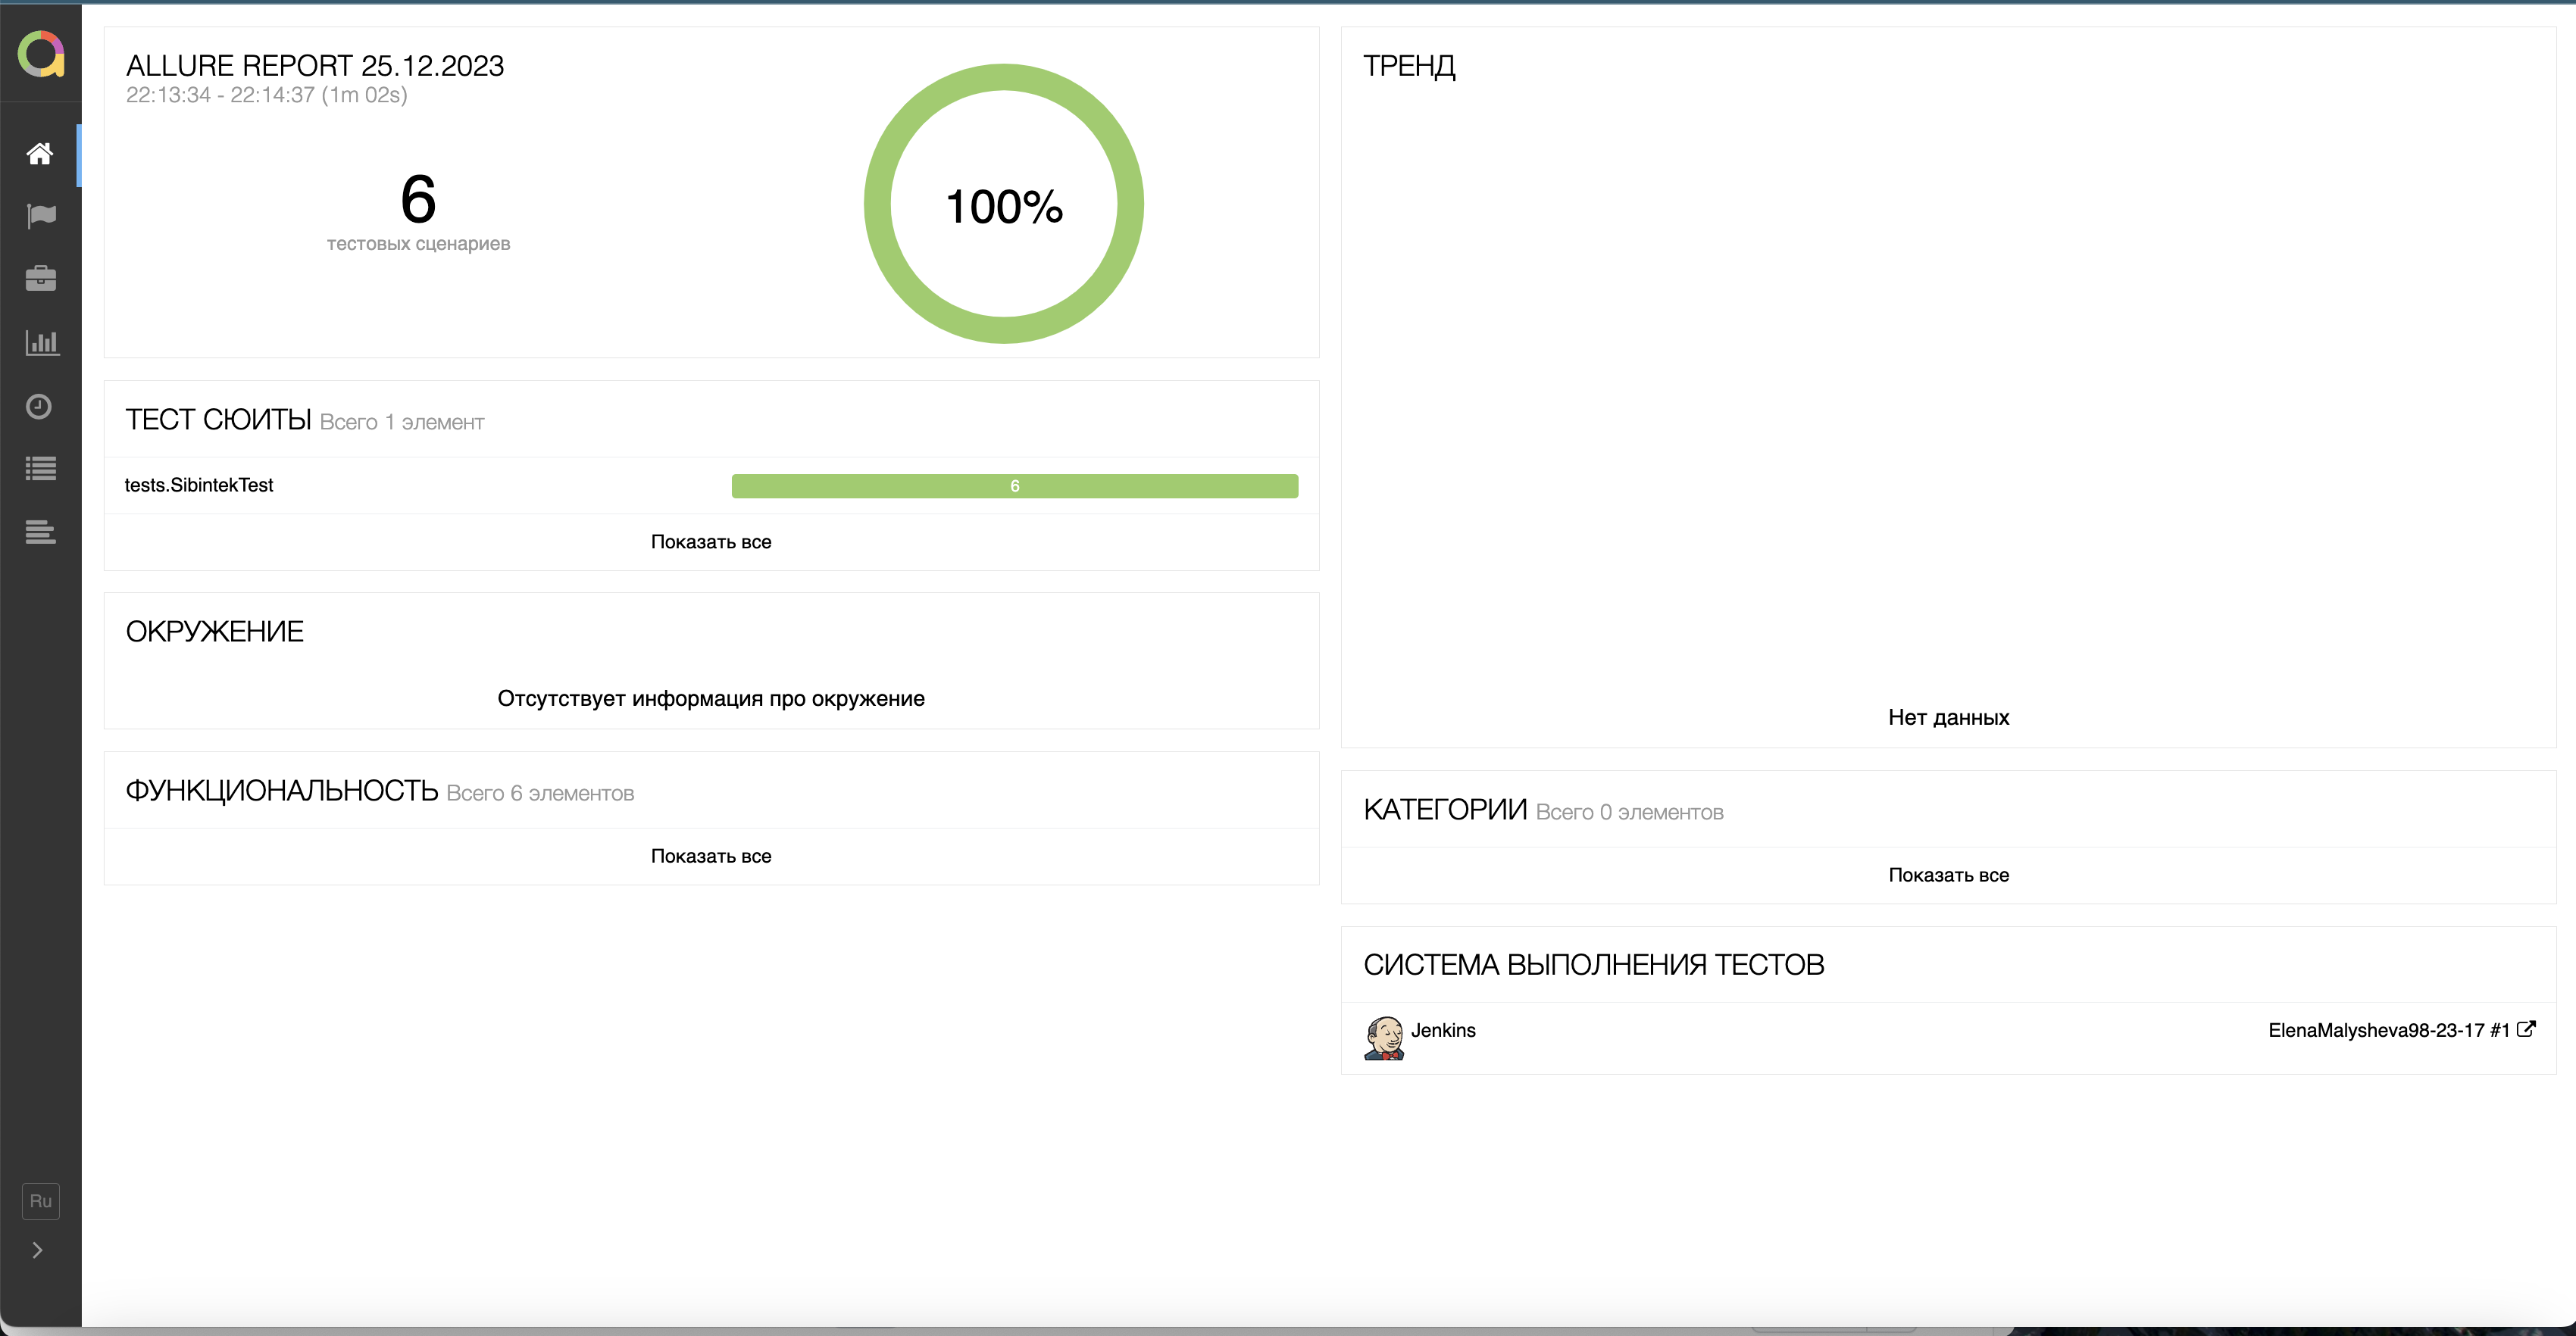 ALLURE REPORT 25.12.2023
22:13:34 - 22:14:37 (1m 02s)
6
тестовых сценариев
100%
ТЕСТ СЮИТЫ Всего 1 элемент
tests.SibintekTest 6
Показать все
ОКРУЖЕНИЕ
Отсутствует информация про окружение
ФУНКЦИОНАЛЬНОСТЬ Всего 6 элементов
Показать все
ТРЕНД
Нет данных
КАТЕГОРИИ Всего 0 элементов
Показать все
СИСТЕМА ВЫПОЛНЕНИЯ ТЕСТОВ
Jenkins ElenaMalysheva98-23-17 #1
Ru